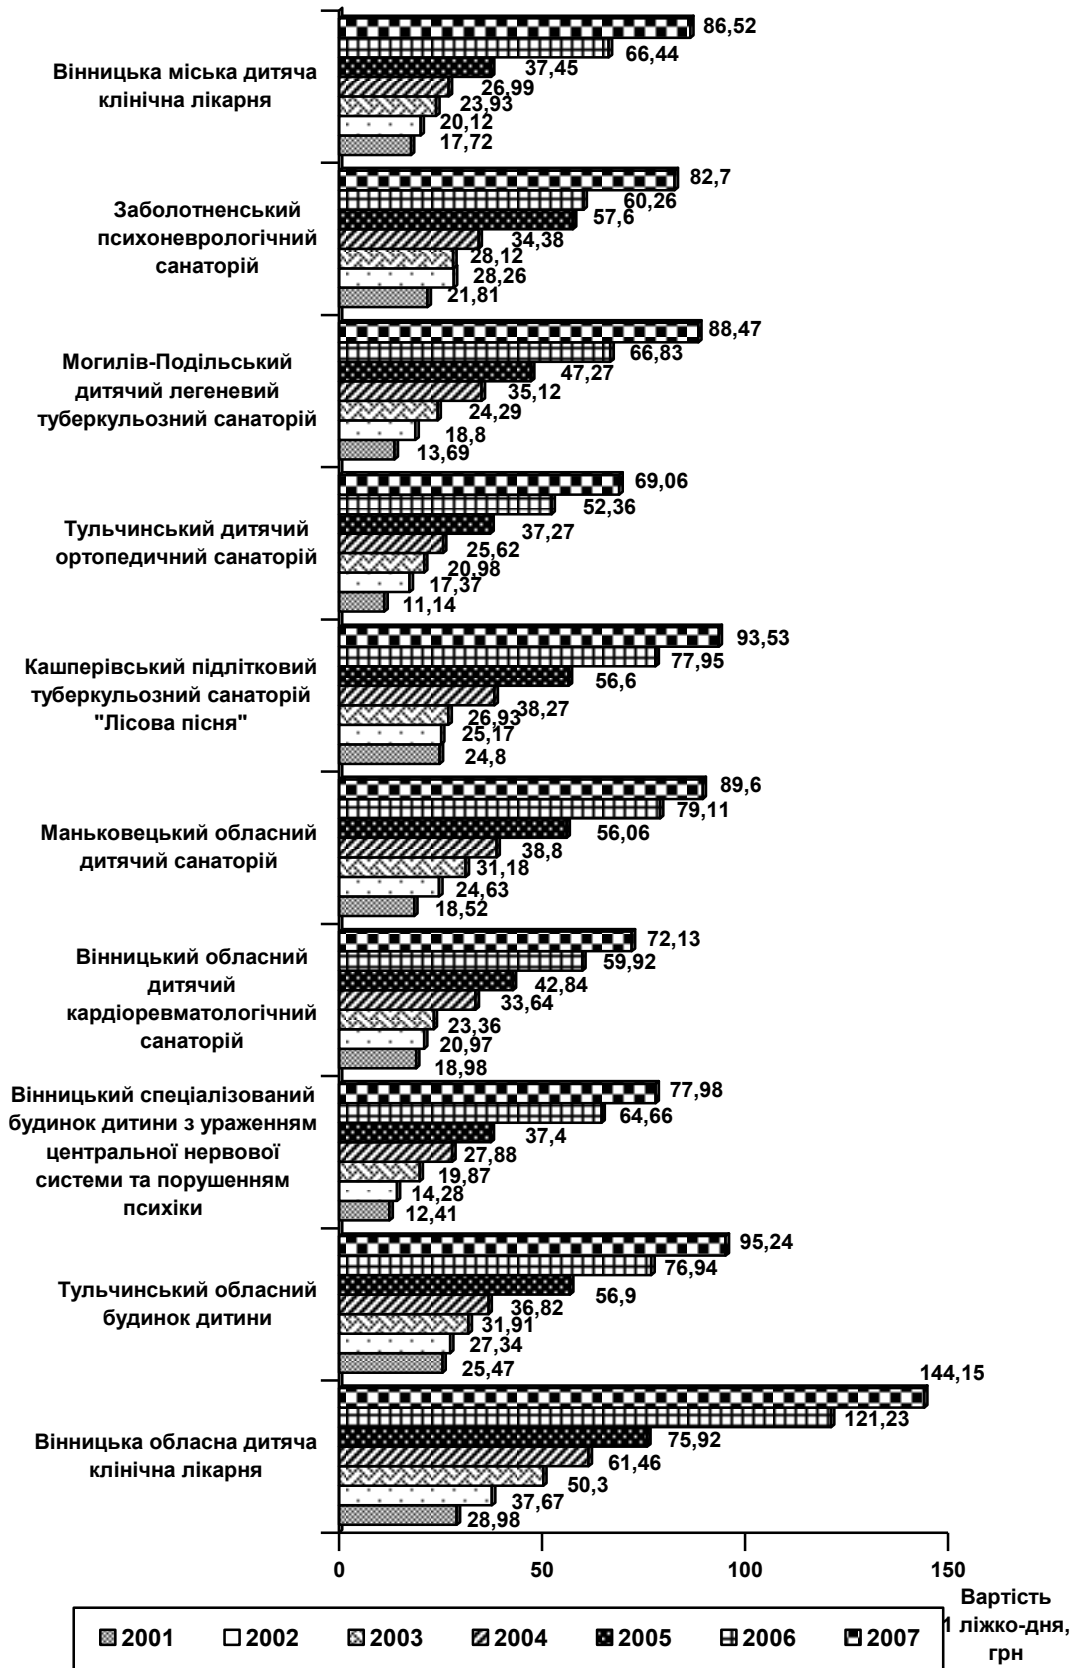 Вінницька міська дитяча
клінічна лікарня
86,52
66,44
37,45
26,99
23,93
20,12
17,72
Заболотненський
психоневрологічний
санаторій
82,7
60,26
57,6
34,38
28,12
28,26
21,81
Могилів-Подільський
дитячий легеневий
туберкульозний санаторій
88,47
66,83
47,27
35,12
24,29
18,8
13,69
Тульчинський дитячий
ортопедичний санаторій
69,06
52,36
37,27
25,62
20,98
17,37
11,14
Кашперівський підлітковий
туберкульозний санаторій
"Лісова пісня"
93,53
77,95
56,6
38,27
26,93
25,17
24,8
Маньковецький обласний
дитячий санаторій
89,6
79,11
56,06
38,8
31,18
24,63
18,52
Вінницький обласний
дитячий
кардіоревматологічний
санаторій
72,13
59,92
42,84
33,64
23,36
20,97
18,98
Вінницький спеціалізований
будинок дитини з ураженням
центральної нервової
системи та порушенням
психіки
77,98
64,66
37,4
27,88
19,87
14,28
12,41
Тульчинський обласний
будинок дитини
95,24
76,94
56,9
36,82
31,91
27,34
25,47
Вінницька обласна дитяча
клінічна лікарня
144,15
121,23
75,92
61,46
50,3
37,67
28,98
0 50 100 150
Вартість
1 ліжко-дня,
грн
2001 2002 2003 2004 2005 2006 2007